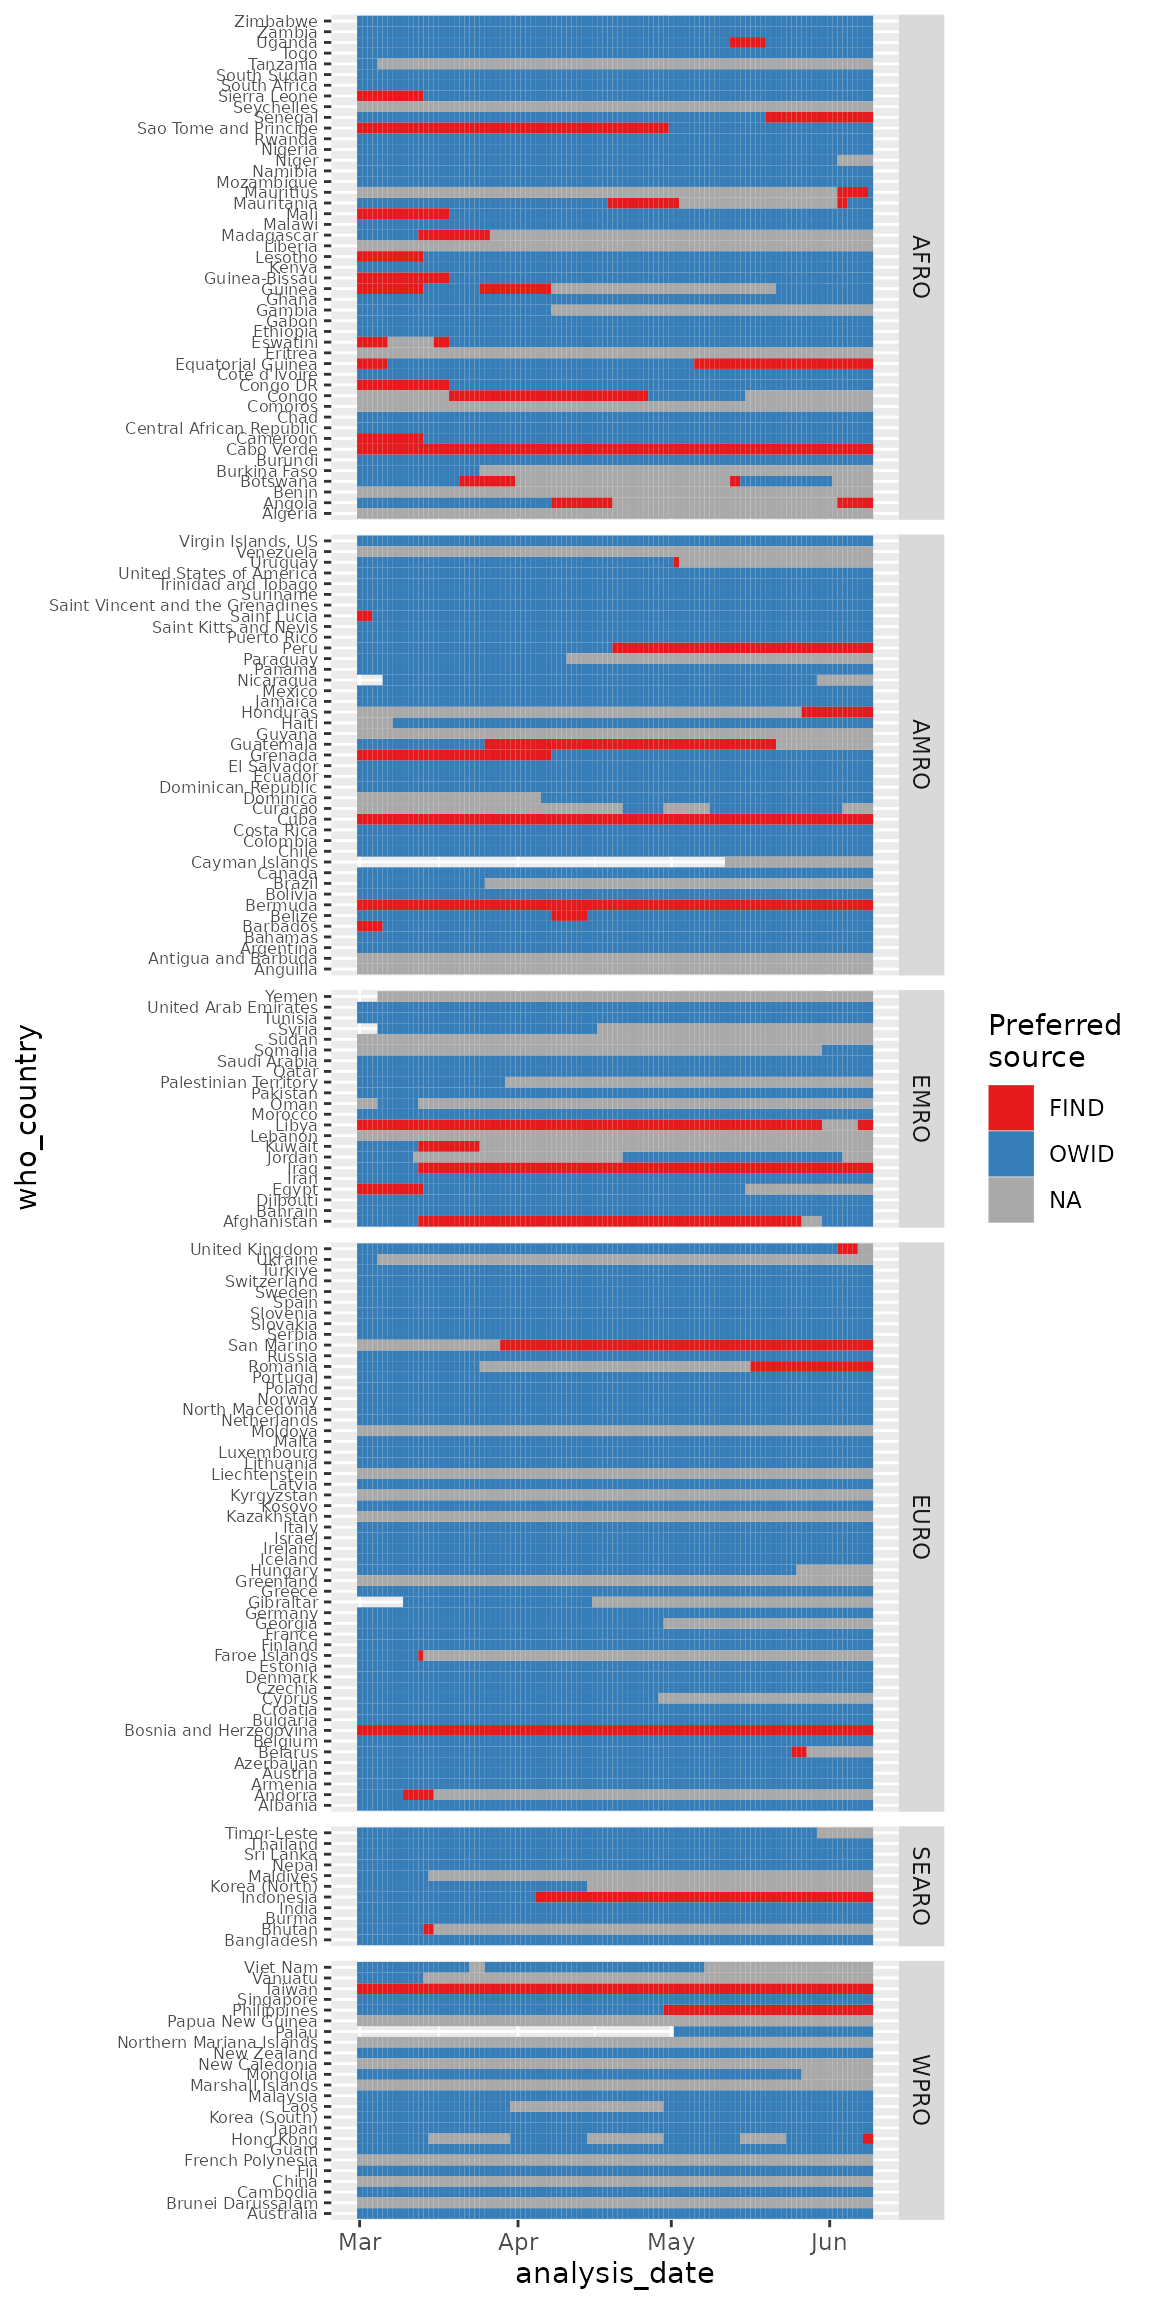 Zimbabwe
Zambia
Uganda
Togo
Tanzania
South Sudan
South Africa
Sierra Leone
Seychelles
Senegal
Sao Tome and Principe
Rwanda
Nigeria
Niger
Namibia
Mozambique
Mauritius
Mauritania
Mali
Malawi
Madagascar
Liberia
Lesotho
Kenya
Guinea-Bissau
Guinea
Ghana
Gambia
Gabon
Ethiopia
Eswatini
Eritrea
Equatorial Guinea
Cote d'Ivoire
Congo DR
Congo
Comoros
Chad
Central African Republic
Cameroon
Cabo Verde
Burundi
Burkina Faso
Botswana
Benin
Angola
Algeria
AFRO
Virgin Islands, US
Venezuela
Uruguay
United States of America
Trinidad and Tobago
Suriname
Saint Vincent and the Grenadines
Saint Lucia
Saint Kitts and Nevis
Puerto Rico
Peru
Paraguay
Panama
Nicaragua
Mexico
Jamaica
Honduras
Haiti
Guyana
Guatemala
Grenada
El Salvador
Ecuador
Dominican Republic
Dominica
Curacao
Cuba
Costa Rica
Colombia
Chile
Cayman Islands
Canada
Brazil
Bolivia
Bermuda
Belize
Barbados
Bahamas
Argentina
Antigua and Barbuda
Anguilla
AMRO
Yemen
United Arab Emirates
Tunisia
Syria
Sudan
Somalia
Saudi Arabia
Qatar
Palestinian Territory
Pakistan
Oman
Morocco
Libya
Lebanon
Kuwait
Jordan
Iraq
Iran
Egypt
Djibouti
Bahrain
Afghanistan
EMRO
United Kingdom
Ukraine
Türkiye
Switzerland
Sweden
Spain
Slovenia
Slovakia
Serbia
San Marino
Russia
Romania
Portugal
Poland
Norway
North Macedonia
Netherlands
Moldova
Malta
Luxembourg
Lithuania
Liechtenstein
Latvia
Kyrgyzstan
Kosovo
Kazakhstan
Italy
Israel
Ireland
Iceland
Hungary
Greenland
Greece
Gibraltar
Germany
Georgia
France
Finland
Faroe Islands
Estonia
Denmark
Czechia
Cyprus
Croatia
Bulgaria
Bosnia and Herzegovina
Belgium
Belarus
Azerbaijan
Austria
Armenia
Andorra
Albania
EURO
Timor-Leste
Thailand
Sri Lanka
Nepal
Maldives
Korea (North)
Indonesia
India
Burma
Bhutan
Bangladesh
SEARO
Viet Nam
Vanuatu
Taiwan
Singapore
Philippines
Papua New Guinea
Palau
Northern Mariana Islands
New Zealand
New Caledonia
Mongolia
Marshall Islands
Malaysia
Laos
Korea (South)
Japan
Hong Kong
Guam
French Polynesia
Fiji
China
Cambodia
Brunei Darussalam
Australia
WPRO
Mar Apr May Jun
analysis_date
who_country
Preferred
source
FIND
OWID
NA